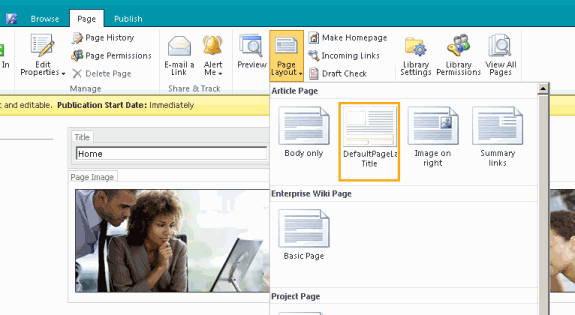 Browse Page Publish
In
Edit Properties
Page History
Page Permissions
Delete Page
Manage
E-mail a Link
Alert Me
Share & Track
Preview
Page Layout
Make Homepage
Incoming Links
Draft Check
Library Settings
Library Permissions
View All Pages
c and editable. Publication Start Date: Immediately
Title
Home
Page Image
Article Page
Body only
DefaultPageLa
Title
Image on
right
Summary
links
Enterprise Wiki Page
Basic Page
Project Page